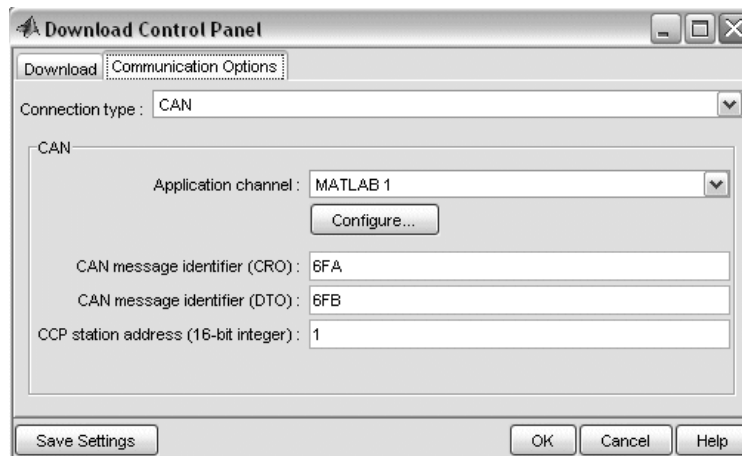 Download Control Panel
Download Communication Options
Connection type : CAN
CAN
Application channel : MATLAB 1
Configure...
CAN message identifier (CRO) : 6FA
CAN message identifier (DTO) : 6FB
CCP station address (16-bit integer) : 1
Save Settings OK Cancel Help